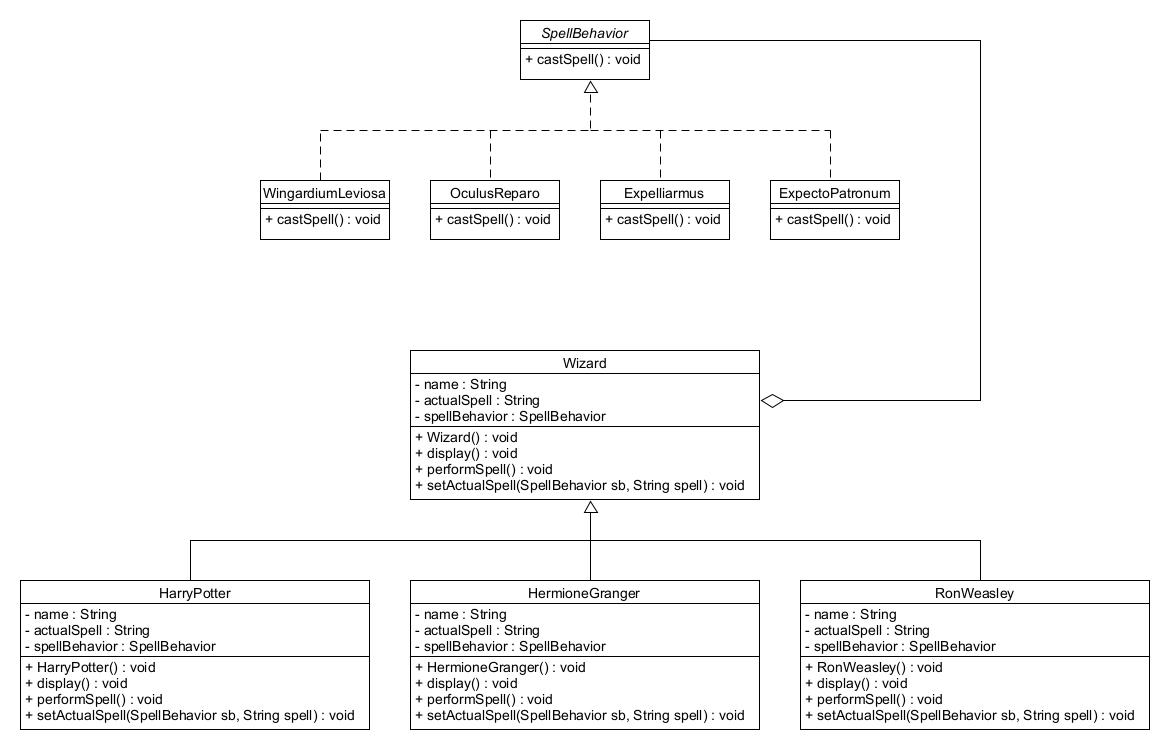 SpellBehavior
+ castSpell() : void
WingardiumLeviosa
+ castSpell() : void
OculusReparo
+ castSpell() : void
Expelliarmus
+ castSpell() : void
ExpectoPatronum
+ castSpell() : void
Wizard
- name : String
- actualSpell : String
- spellBehavior : SpellBehavior
+ Wizard() : void
+ display() : void
+ performSpell() : void
+ setActualSpell(SpellBehavior sb, String spell) : void
HarryPotter
- name : String
- actualSpell : String
- spellBehavior : SpellBehavior
+ HarryPotter() : void
+ display() : void
+ performSpell() : void
+ setActualSpell(SpellBehavior sb, String spell) : void
HermioneGranger
- name : String
- actualSpell : String
- spellBehavior : SpellBehavior
+ HermioneGranger() : void
+ display() : void
+ performSpell() : void
+ setActualSpell(SpellBehavior sb, String spell) : void
RonWeasley
- name : String
- actualSpell : String
- spellBehavior : SpellBehavior
+ RonWeasley() : void
+ display() : void
+ performSpell() : void
+ setActualSpell(SpellBehavior sb, String spell) : void